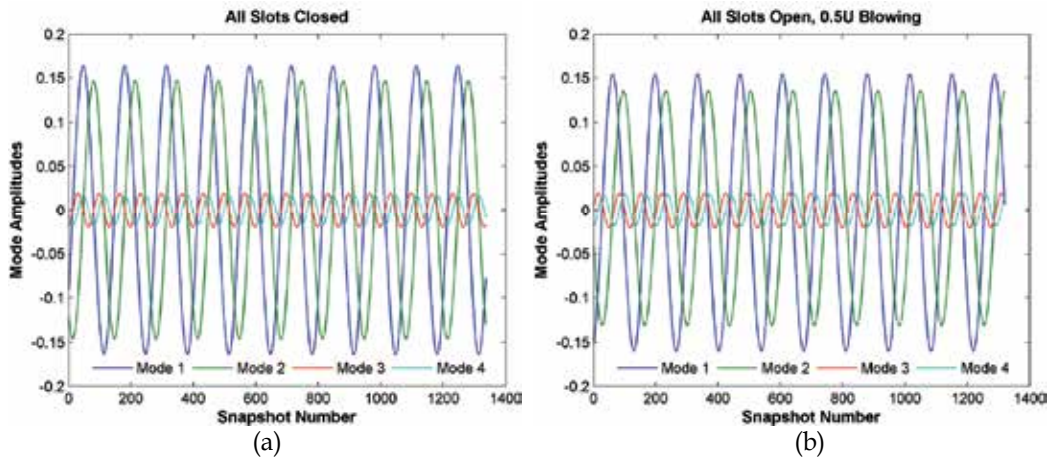 All Slots Closed
0.2
0.15
0.1
0.05
0
-0.05
-0.1
-0.15
-0.2
Mode Amplitudes
Mode 1 Mode 2 Mode 3 Mode 4
0 200 400 600 800 1000 1200 1400
Snapshot Number
(a)
All Slots Open, 0.5U Blowing
0.2
0.15
0.1
0.05
0
-0.05
-0.1
-0.15
-0.2
Mode Amplitudes
Mode 1 Mode 2 Mode 3 Mode 4
0 200 400 600 800 1000 1200 1400
Snapshot Number
(b)